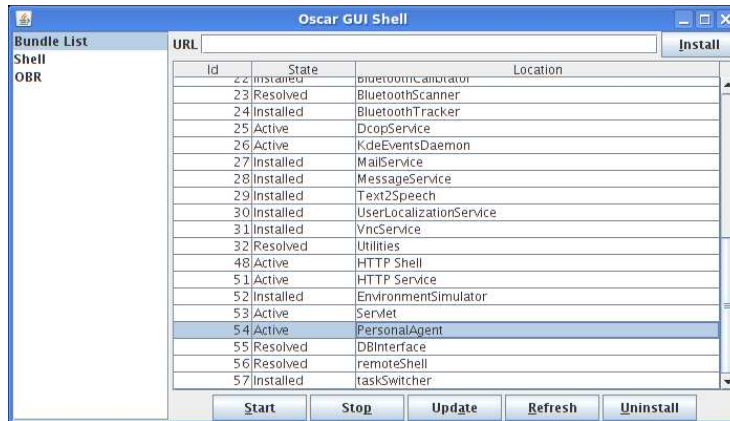 Oscar GUI Shell
Bundle List
Shell
OBR
URL
Install
Id State Location
22 Installed BluetoothCalibrator
23 Resolved BluetoothScanner
24 Installed BluetoothTracker
25 Active DcopService
26 Active KdeEventsDaemon
27 Installed MailService
28 Installed MessageService
29 Installed Text2Speech
30 Installed UserLocalizationService
31 Installed VncService
32 Resolved Utilities
48 Active HTTP Shell
51 Active HTTP Service
52 Installed EnvironmentSimulator
53 Active Servlet
54 Active PersonalAgent
55 Resolved DBInterface
56 Resolved remoteShell
57 Installed taskSwitcher
Start Stop Update Refresh Uninstall